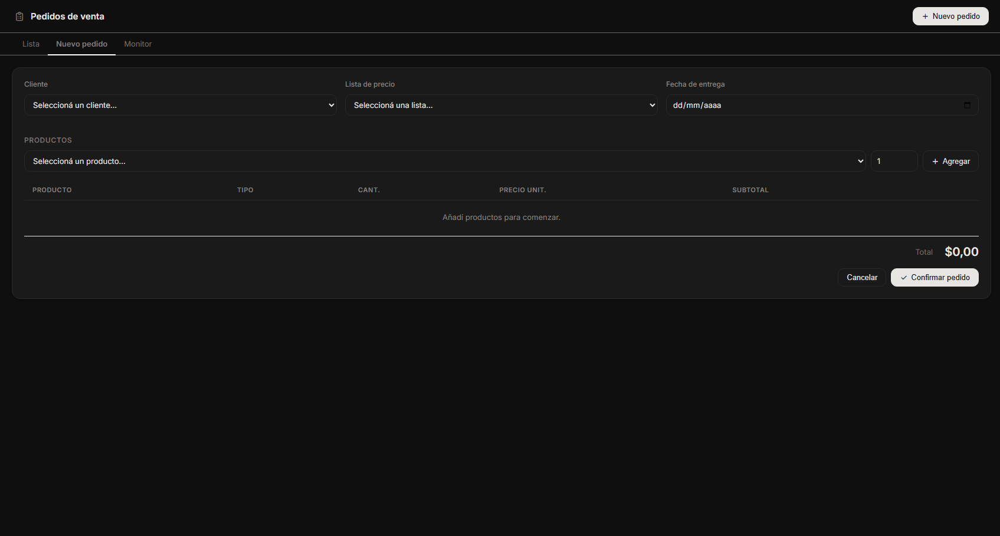 Pedidos de venta
+ Nuevo pedido
Lista Nuevo pedido Monitor
Cliente Lista de precio Fecha de entrega
Seleccioná un cliente... Seleccioná una lista... dd/mm/aaaa
PRODUCTOS
Seleccioná un producto... 1 + Agregar
PRODUCTO TIPO CANT. PRECIO UNIT. SUBTOTAL
Añadí productos para comenzar.
Total $0,00
Cancelar ✓ Confirmar pedido